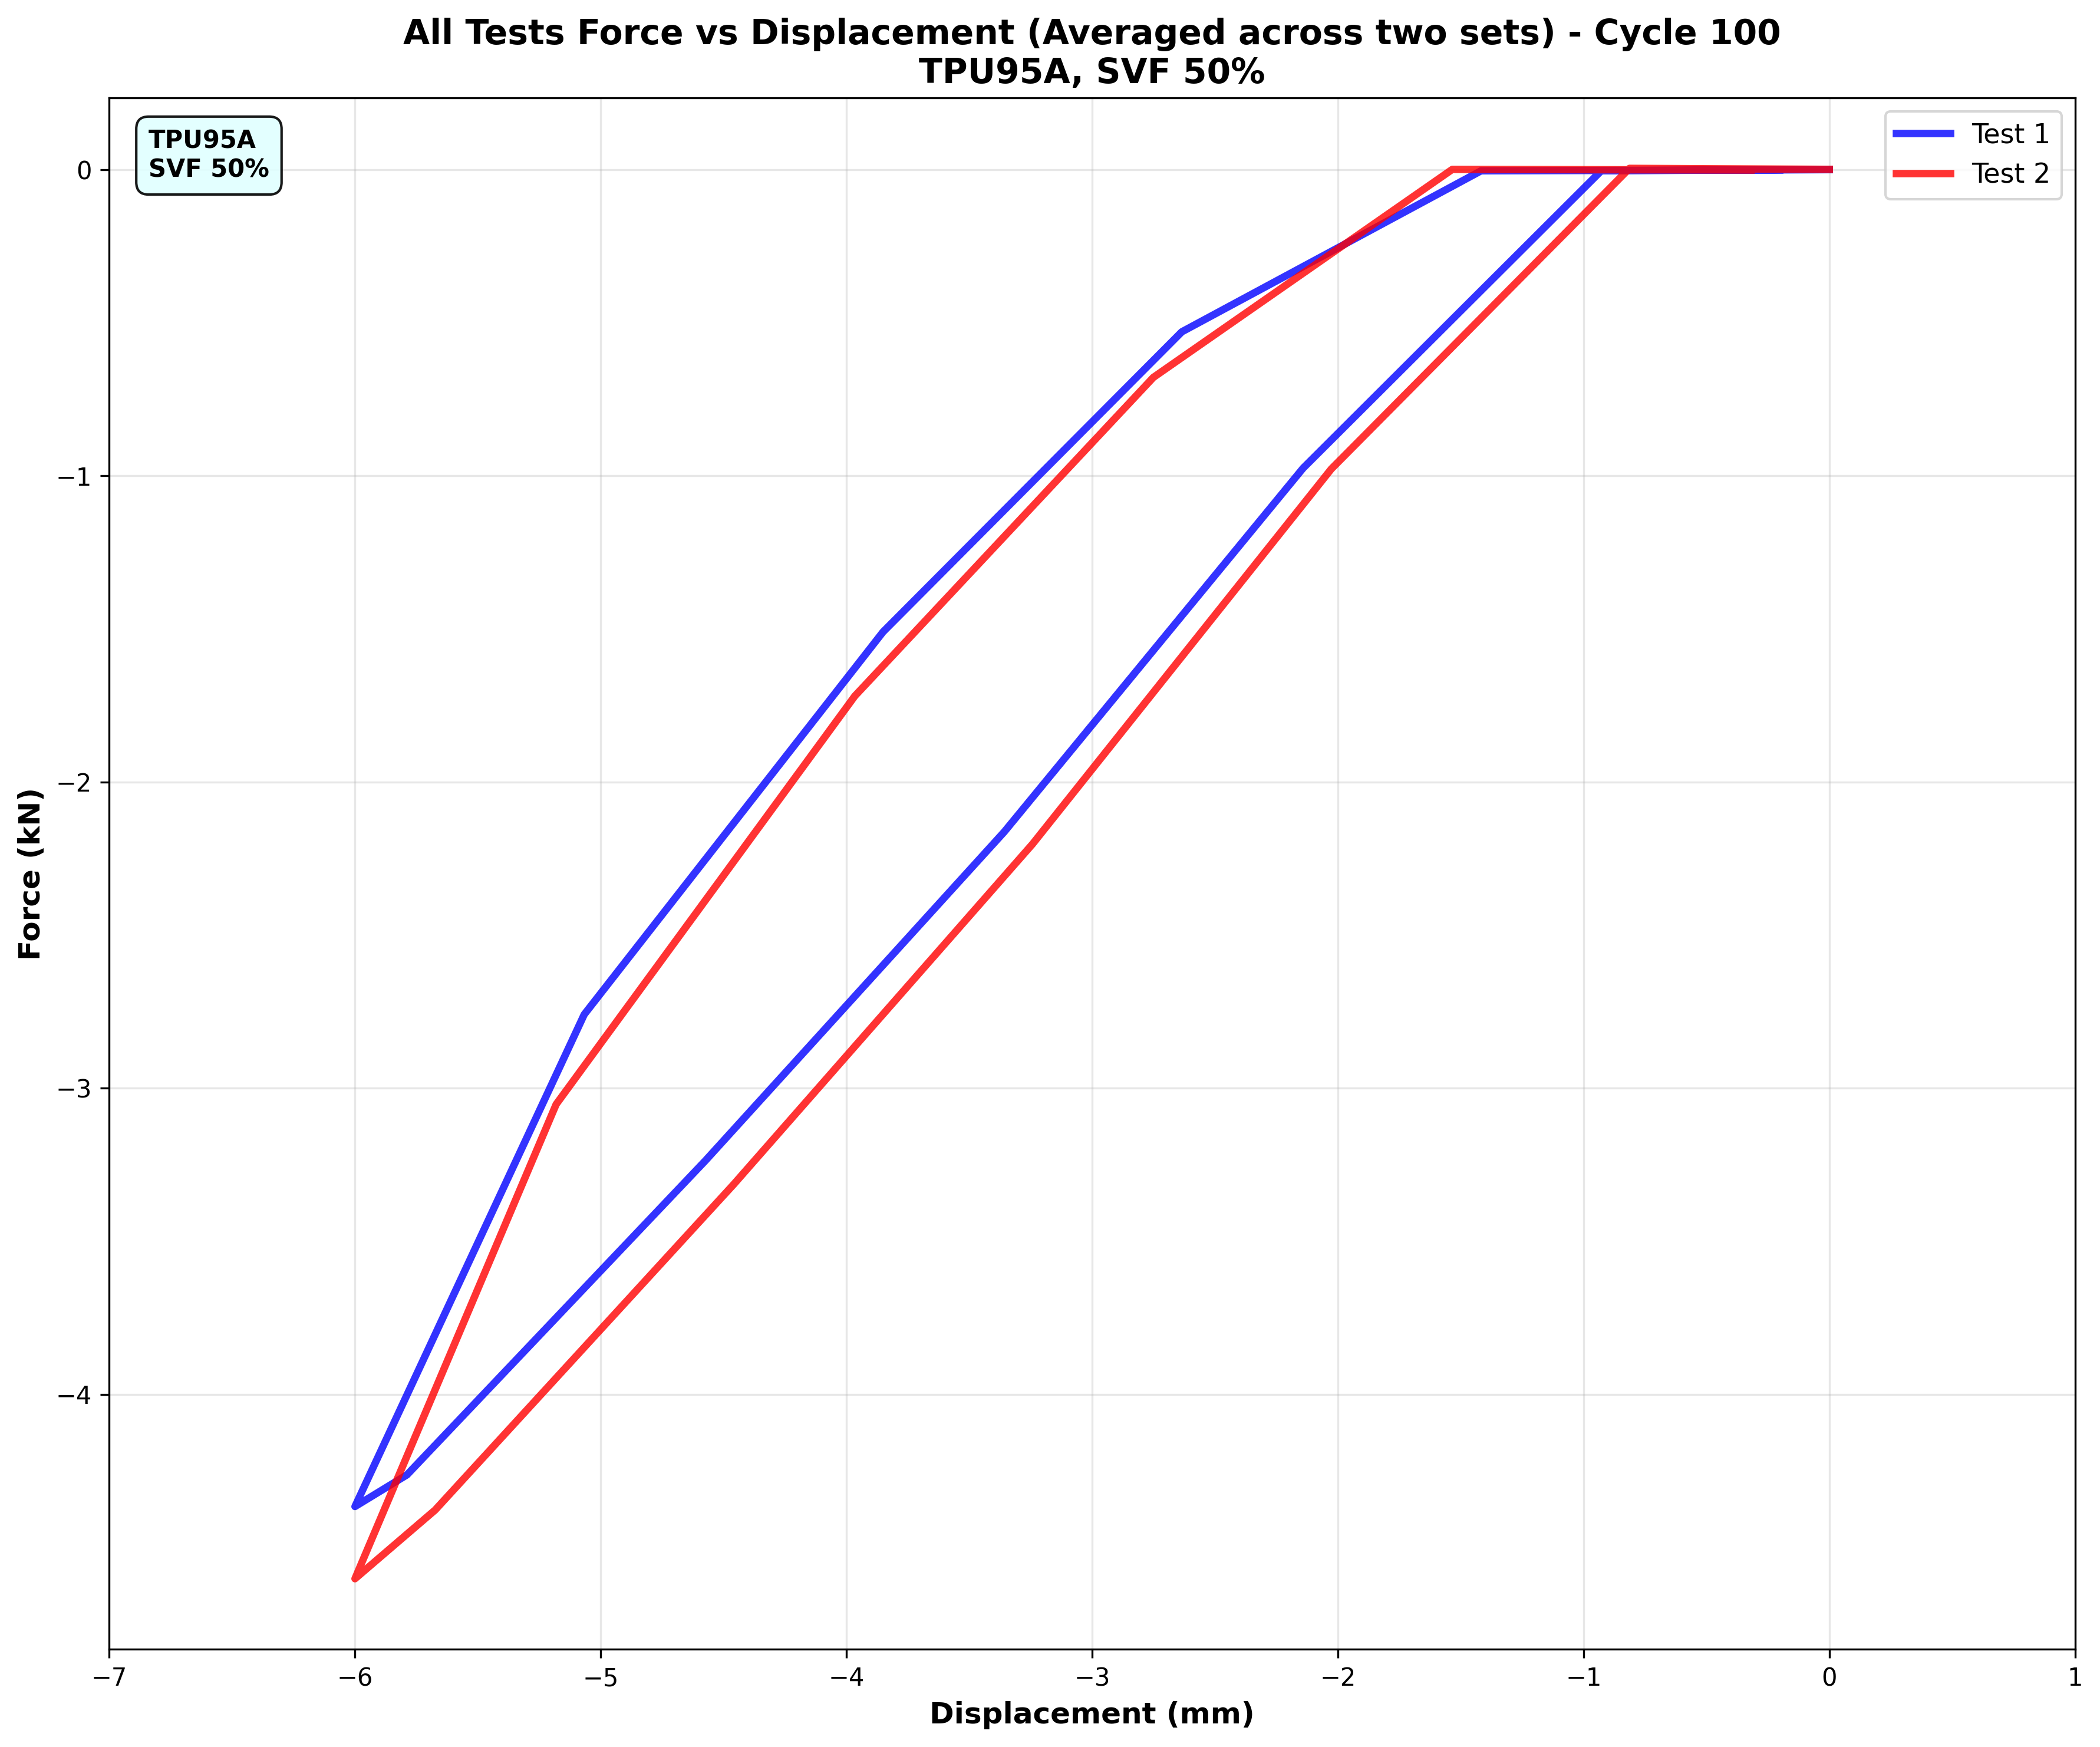 All Tests Force vs Displacement (Averaged across two sets) - Cycle 100
TPU95A, SVF 50%
TPU95A
SVF 50%
Test 1
Test 2
0
−1
−2
−3
−4
Force (kN)
−7 −6 −5 −4 −3 −2 −1 0 1
Displacement (mm)